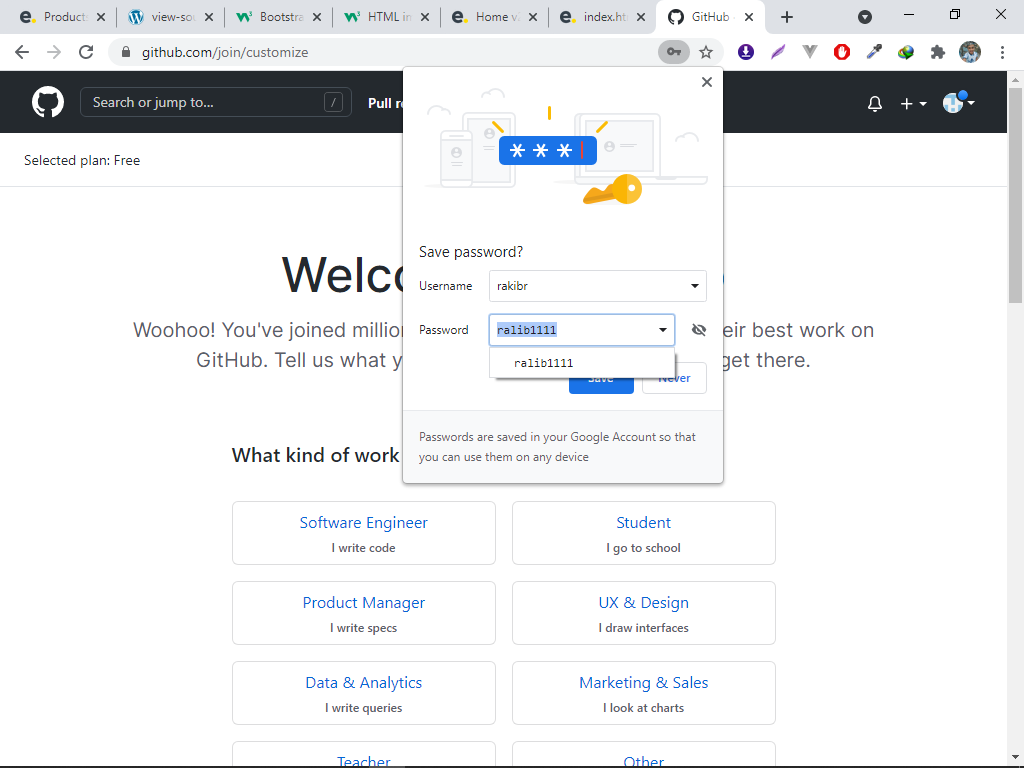 Products
view-sou
Bootstra
HTML in
Home v
index.ht
GitHub
github.com/join/customize
Search or jump to...
/
Pull re
Selected plan: Free
Save password?
Username
rakibr
Password
ralib1111
ralib1111
Save
Never
Passwords are saved in your Google Account so that
you can use them on any device
Welc
Woohoo! You've joined million
eir best work on
GitHub. Tell us what y
get there.
What kind of work
Software Engineer
I write code
Student
I go to school
Product Manager
I write specs
UX & Design
I draw interfaces
Data & Analytics
I write queries
Marketing & Sales
I look at charts
Teacher
Other